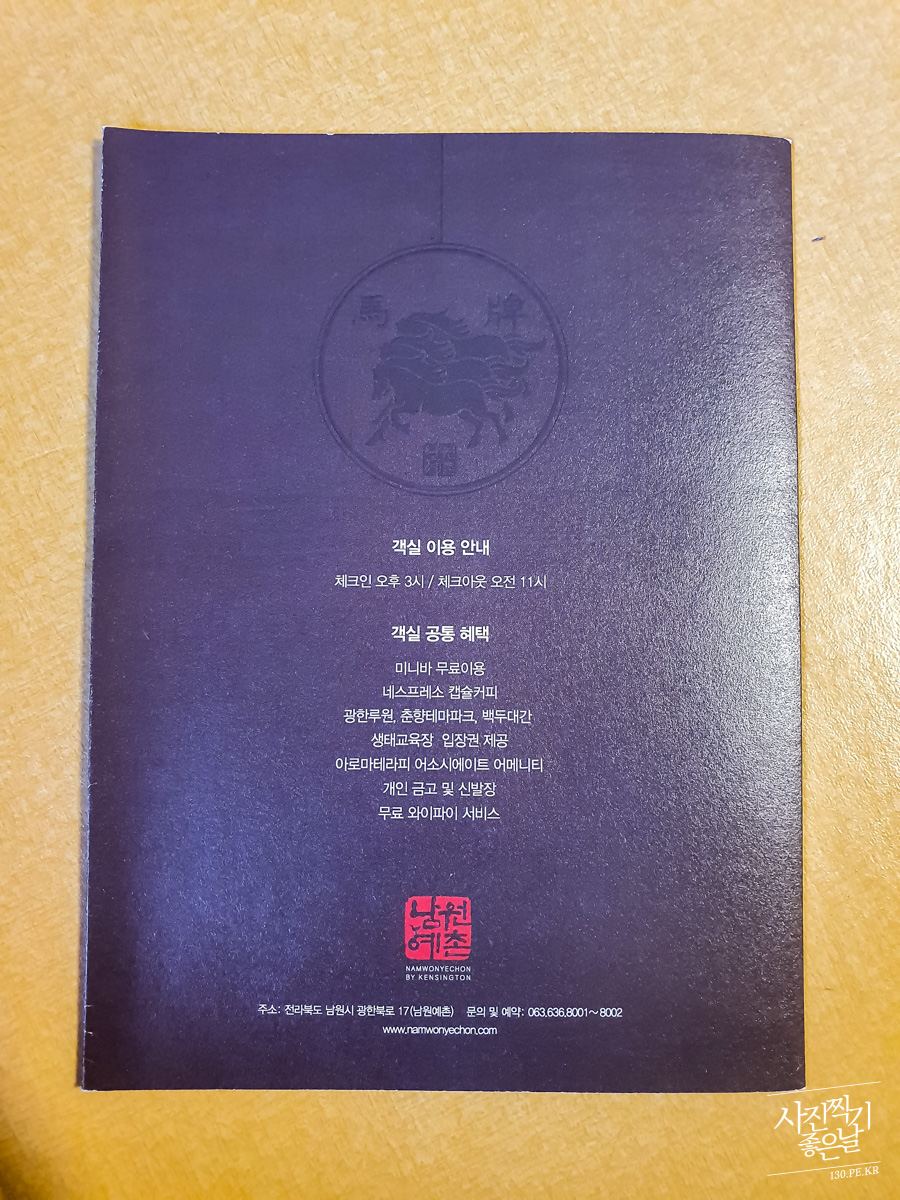 馬 牌
객실 이용 안내
체크인 오후 3시 / 체크아웃 오전 11시
객실 공통 혜택
미니바 무료이용
네스프레소 캡슐커피
광한루원, 춘향테마파크, 백두대간
생태교육장 입장권 제공
아로마테라피 어소시에이트 어메니티
개인 금고 및 신발장
무료 와이파이 서비스
남원
예촌
NAMWONYECHON
BY KENSINGTON
주소: 전라북도 남원시 광한북로 17(남원예촌) 문의 및 예약: 063.636.8001~8002
www.namwonyechon.com
사진찍기
좋은날
130.PE.KR